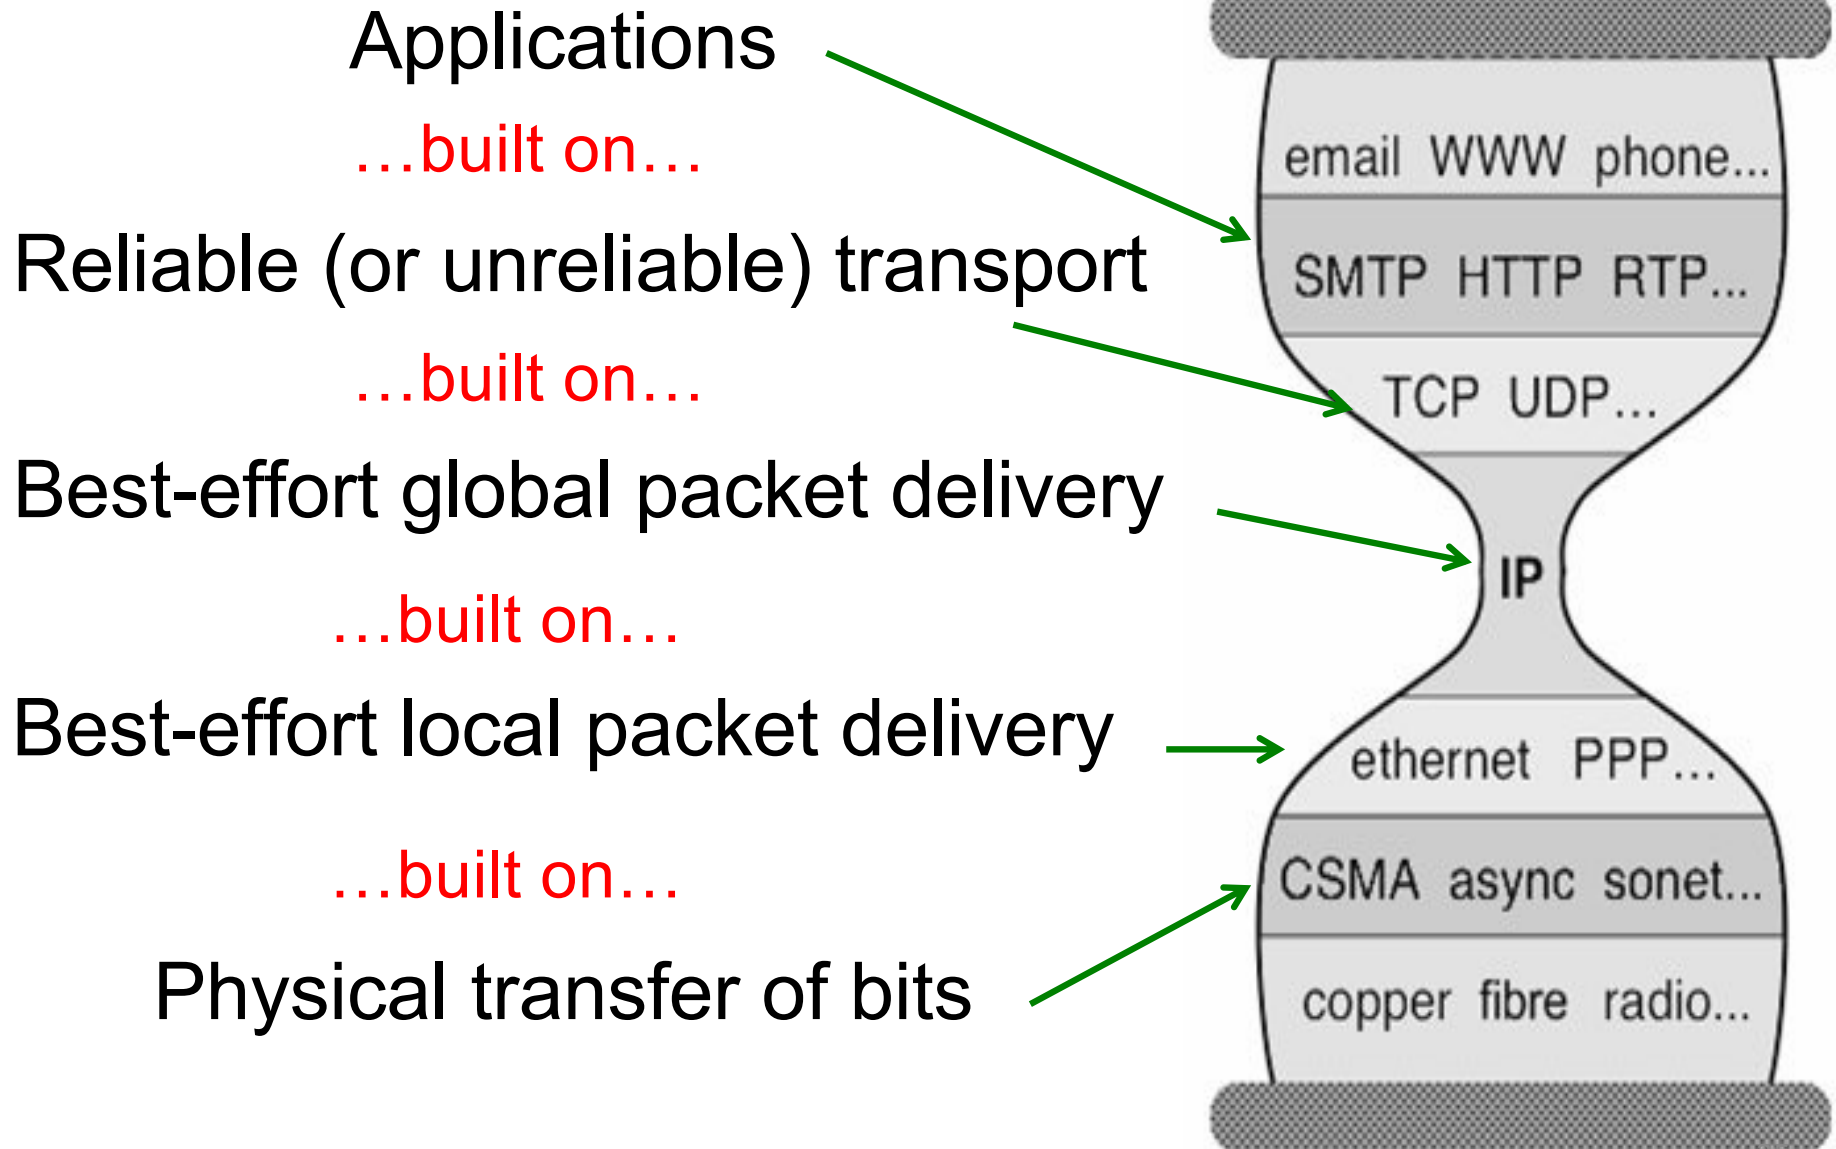 Applications
…built on…
Reliable (or unreliable) transport
…built on…
Best-effort global packet delivery
…built on…
Best-effort local packet delivery
…built on…
Physical transfer of bits
email WWW phone...
SMTP HTTP RTP...
TCP UDP…
IP
ethernet PPP…
CSMA async sonet...
copper fibre radio...